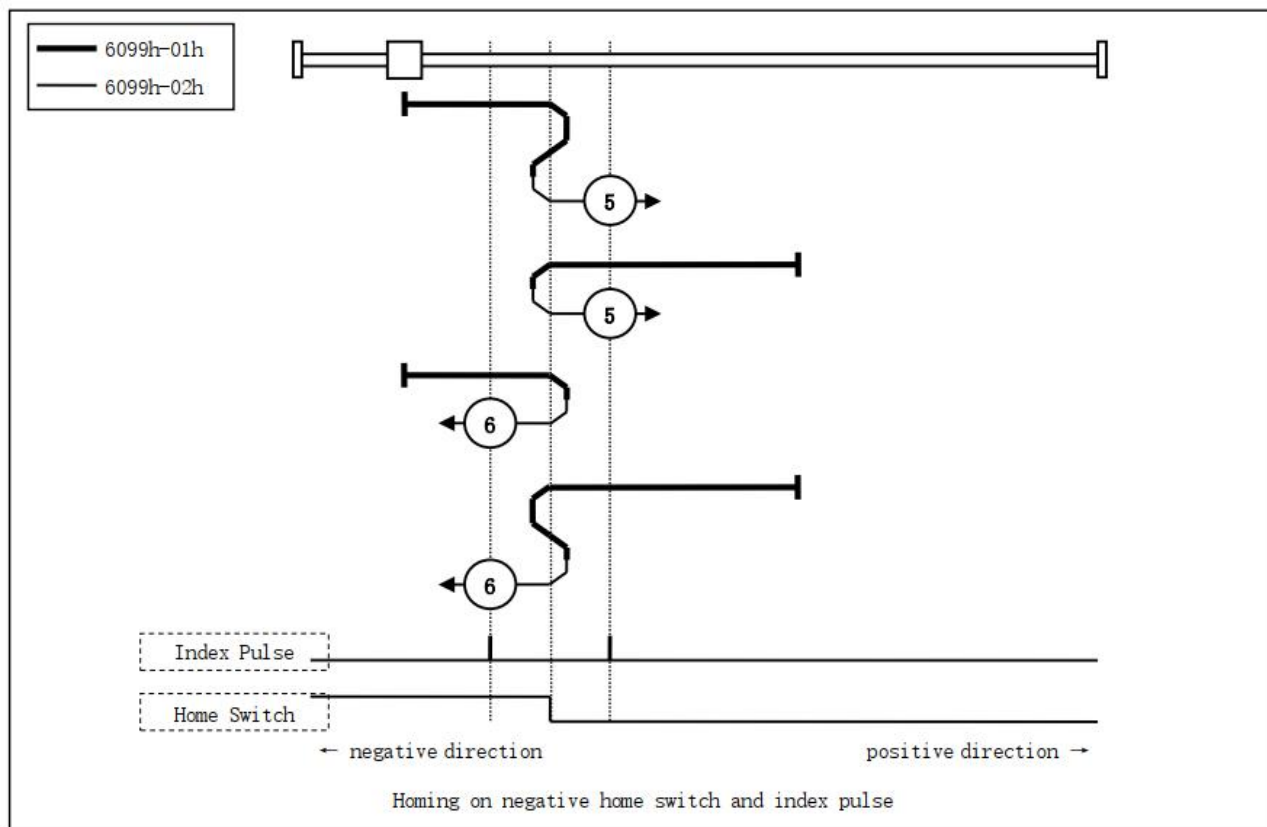 6099h-01h
6099h-02h
5
5
6
6
Index Pulse
Home Switch
← negative direction
positive direction →
Homing on negative home switch and index pulse